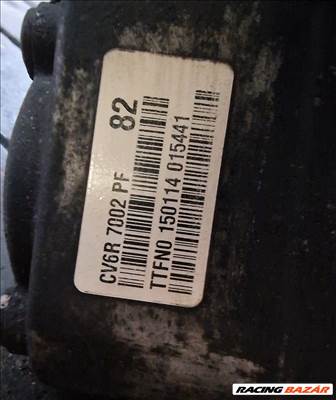 82
CV6R 7002 PF
TTFN0 150114 015441
RACING BAZÁR